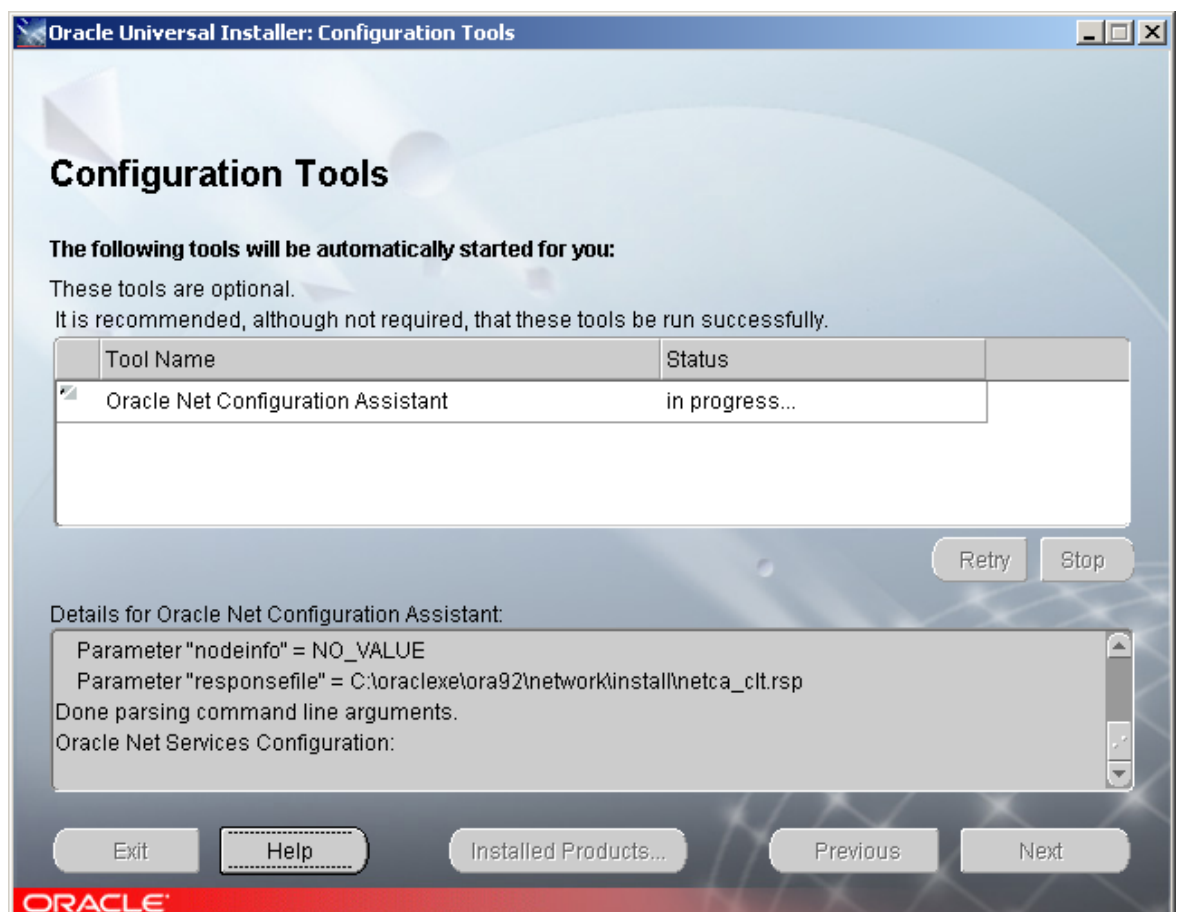 Oracle Universal Installer: Configuration Tools
Configuration Tools
The following tools will be automatically started for you:
These tools are optional.
It is recommended, although not required, that these tools be run successfully.
Tool Name Status
Oracle Net Configuration Assistant in progress...
Retry Stop
Details for Oracle Net Configuration Assistant:
Parameter "nodeinfo" = NO_VALUE
Parameter "responsefile" = C:\oraclexe\ora92\network\install\netca_clt.rsp
Done parsing command line arguments.
Oracle Net Services Configuration:
Exit Help Installed Products... Previous Next
ORACLE